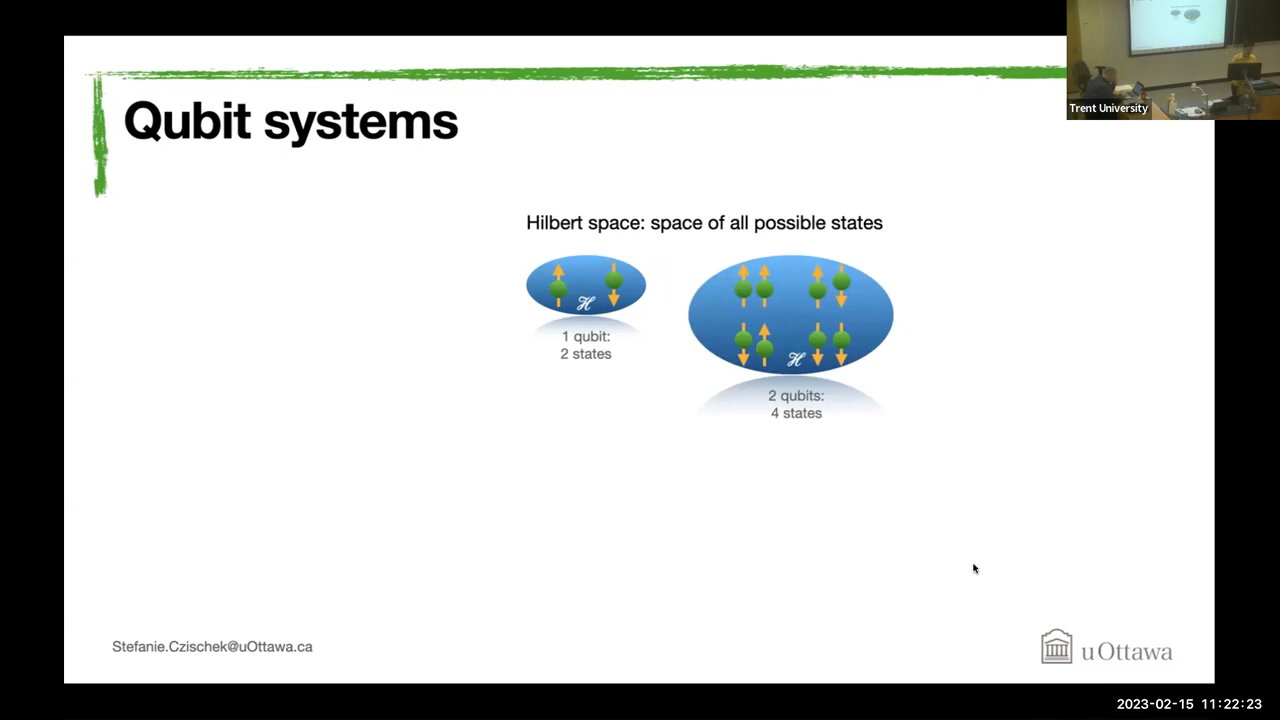 Trent University
Qubit systems
Hilbert space: space of all possible states
ℋ
1 qubit:
2 states
ℋ
2 qubits:
4 states
Stefanie.Czischek@uOttawa.ca
uOttawa
2023-02-15 11:22:23